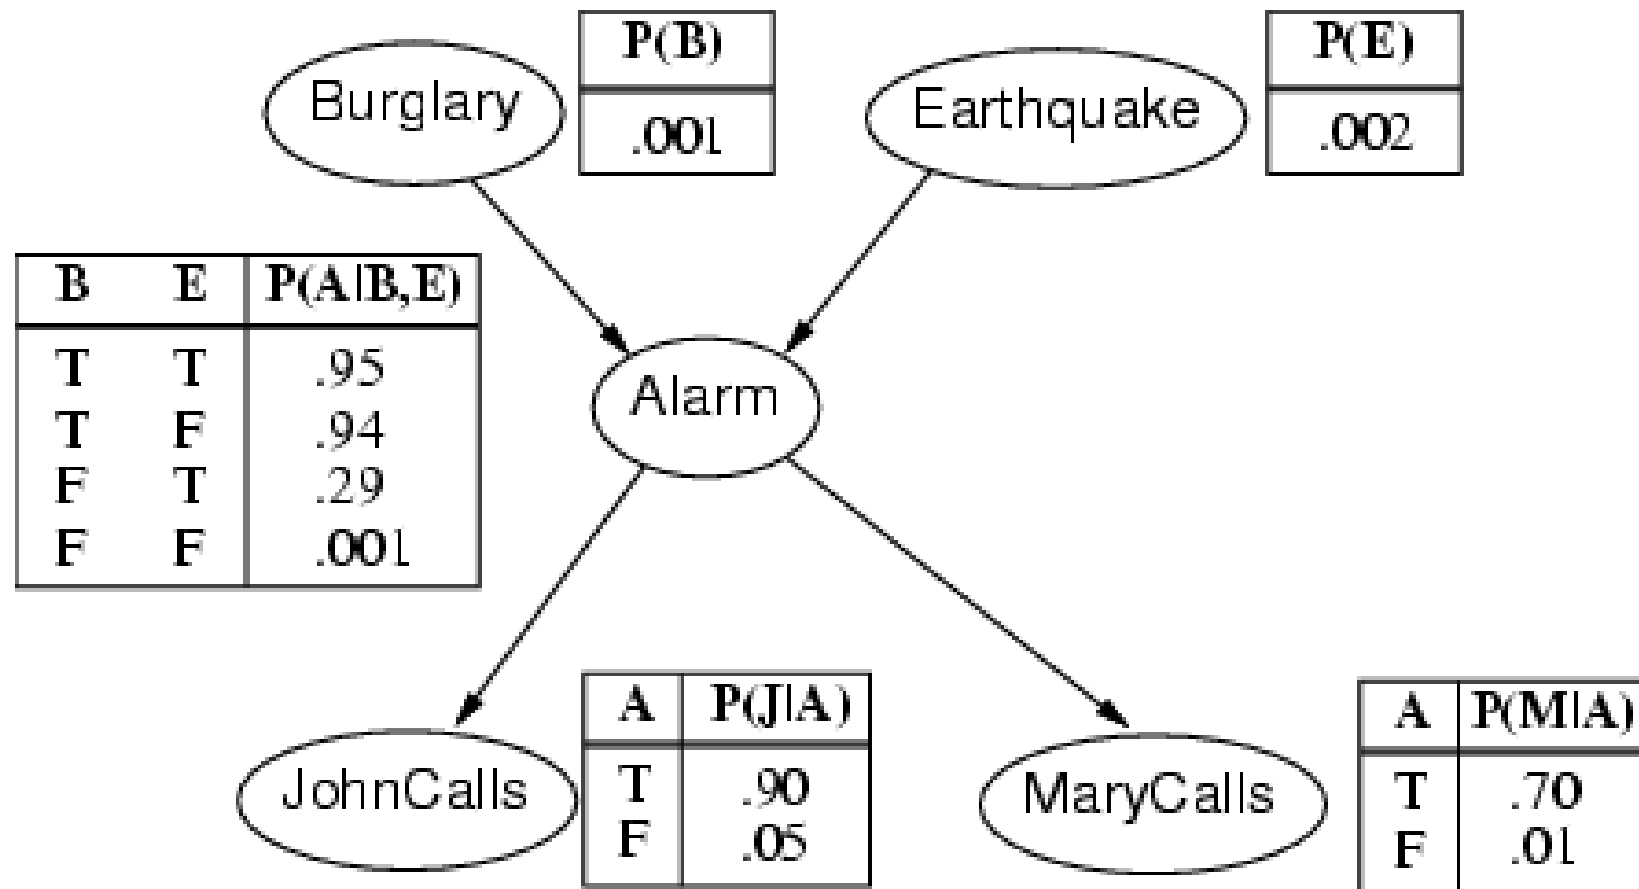 Burglary
P(B)
.001
Earthquake
P(E)
.002
B E P(A|B,E)
T T .95
T F .94
F T .29
F F .001
Alarm
JohnCalls
A P(J|A)
T .90
F .05
MaryCalls
A P(M|A)
T .70
F .01